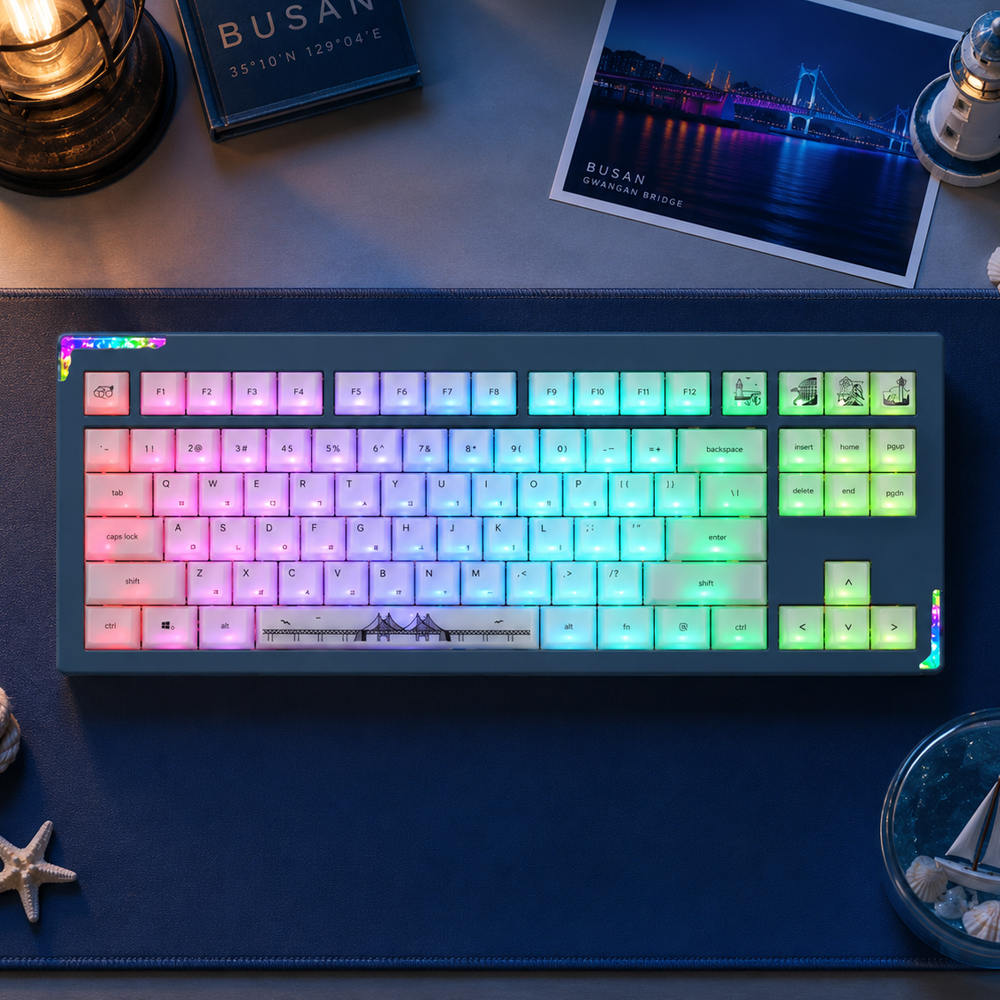 BUSAN
35°10'N 129°04'E
BUSAN
GWANGAN BRIDGE
F1 F2 F3 F4 F5 F6 F7 F8 F9 F10 F11 F12
1! 2@ 3# 4$ 5% 6^ 7& 8* 9( 0) -- =+ backspace insert home pgup
tab Q W E R T Y U I O P [{ ]} \| delete end pgdn
caps lock A S D F G H J K L ;: '" enter
shift Z X C V B N M ,< .> /? shift ^
ctrl alt alt fn ctrl < v >